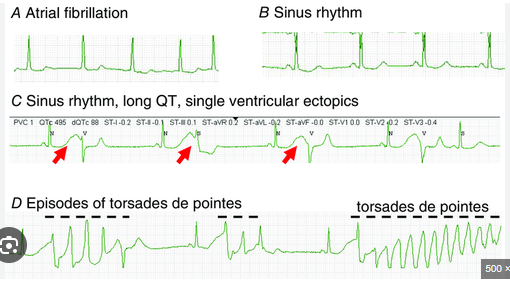 A Atrial fibrillation
B Sinus rhythm
C Sinus rhythm, long QT, single ventricular ectopics
PVC 1 QTc 495 dQTc 88 ST-I -0.2 ST-II -0.1 ST-III 0.1 ST-aVR 0.2 ST-aVL -0.2 ST-aVF -0.0 ST-V1 0.0 ST-V2 -0.2 ST-V3 -0.4
N V N S N V N V S
D Episodes of torsades de pointes
torsades de pointes
500 ×